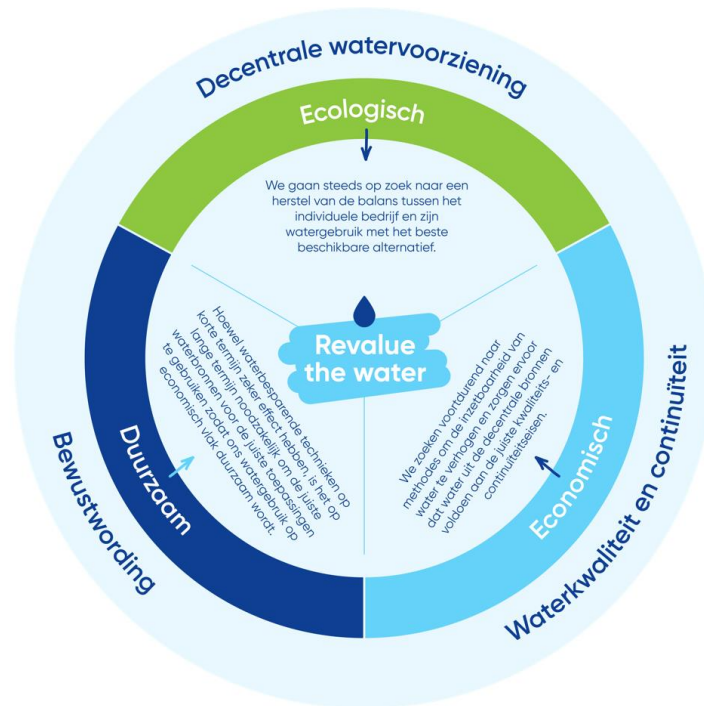 Decentrale watervoorziening
Ecologisch
We gaan steeds op zoek naar een
herstel van de balans tussen het
individuele bedrijf en zijn
watergebruik met het beste
beschikbare alternatief.
Revalue
the water
Hoewel waterbesparende technieken op
korte termijn zeker effect hebben, is het op
lange termijn noodzakelijk om de juiste
waterbronnen voor de juiste toepassingen
te gebruiken zodat ons watergebruik op
economisch vlak duurzaam wordt.
Duurzaam
Bewustwording
We zoeken voortdurend naar
methodes om de inzetbaarheid van
water te verhogen en zorgen ervoor
dat water uit de decentrale bronnen
voldoen aan de juiste kwaliteits- en
continuïteitseisen.
Economisch
Waterkwaliteit en continuïteit